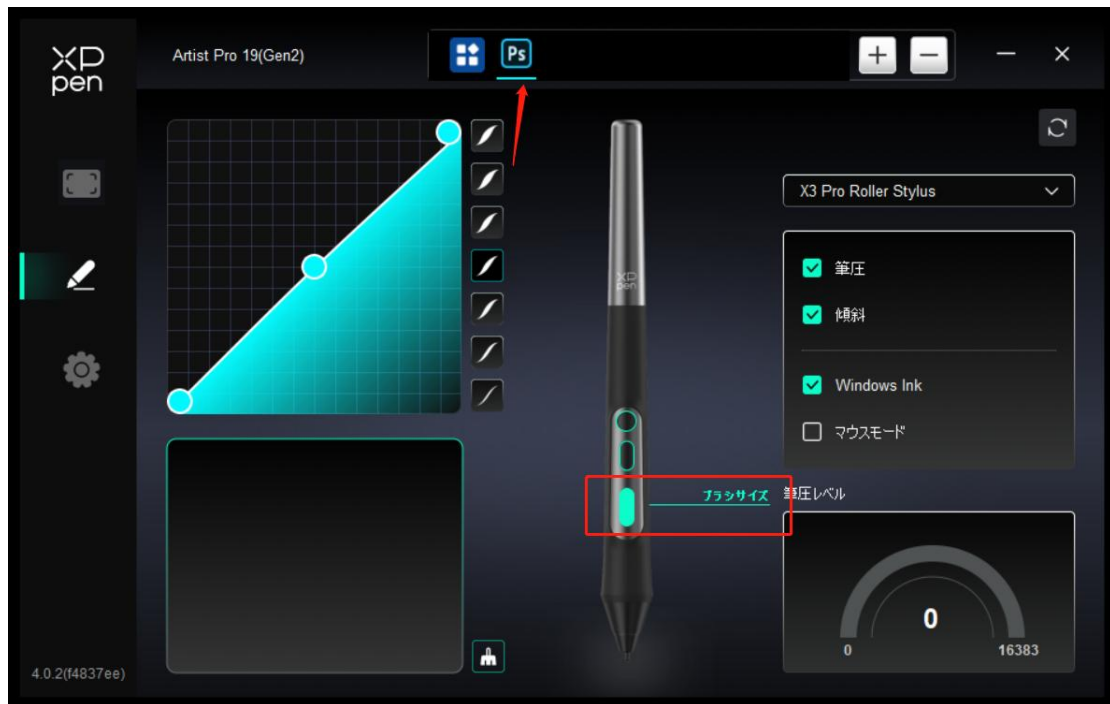 XP
pen
Artist Pro 19(Gen2)
Ps
X3 Pro Roller Stylus
筆圧
傾斜
Windows Ink
マウスモード
XP
pen
ブラシサイズ
筆圧レベル
0
0
16383
4.0.2(f4837ee)